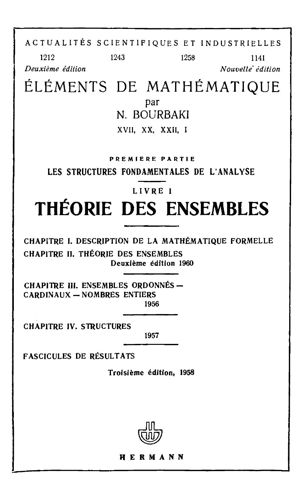 ACTUALITÉS SCIENTIFIQUES ET INDUSTRIELLES
1212 1243 1258 1141
Deuxième édition Nouvelle édition
ÉLÉMENTS DE MATHÉMATIQUE
par
N. BOURBAKI
XVII, XX, XXII, I
PREMIERE PARTIE
LES STRUCTURES FONDAMENTALES DE L'ANALYSE
LIVRE I
THÉORIE DES ENSEMBLES
CHAPITRE I. DESCRIPTION DE LA MATHÉMATIQUE FORMELLE
CHAPITRE II. THÉORIE DES ENSEMBLES
Deuxième édition 1960
CHAPITRE III. ENSEMBLES ORDONNÉS —
CARDINAUX — NOMBRES ENTIERS
1956
CHAPITRE IV. STRUCTURES
1957
FASCICULES DE RÉSULTATS
Troisième édition, 1958
HERMANN